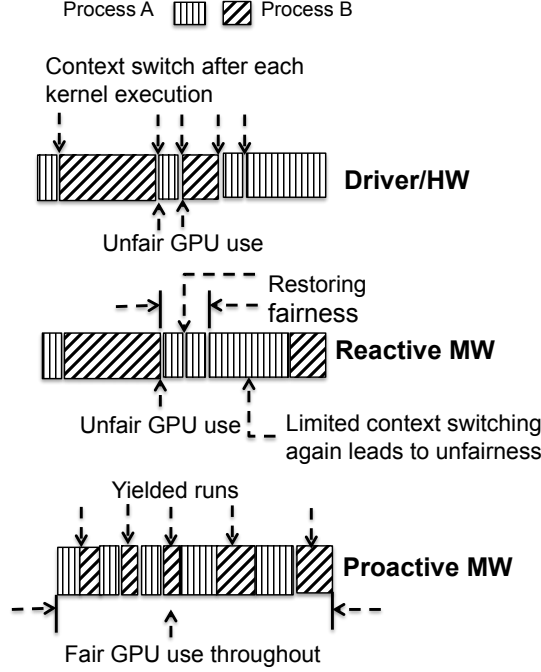 Process A
Process B
Context switch after each
kernel execution
Driver/HW
Unfair GPU use
Restoring
fairness
Reactive MW
Unfair GPU use
Limited context switching
again leads to unfairness
Yielded runs
Proactive MW
Fair GPU use throughout